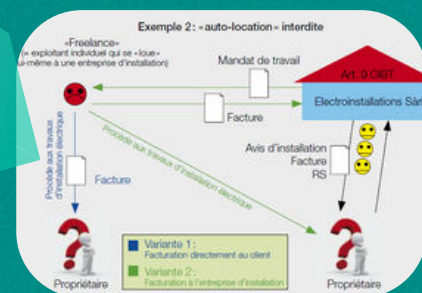 Exemple 2 : «auto-location» interdite
«Freelance»
(= exploitant individuel qui se «loue»
ui-même à une entreprise d'installation)
Mandat de travail
Art. 9 OIBT
Facture
Electroinstallations Sàrl
Procède aux travaux
d'installation électrique
Facture
Procède aux travaux d'installation électrique
Avis d'installation
Facture
RS
Variante 1 :
Facturation directement au client
Variante 2 :
Facturation à l'entreprise d'installation
Propriétaire
Propriétaire